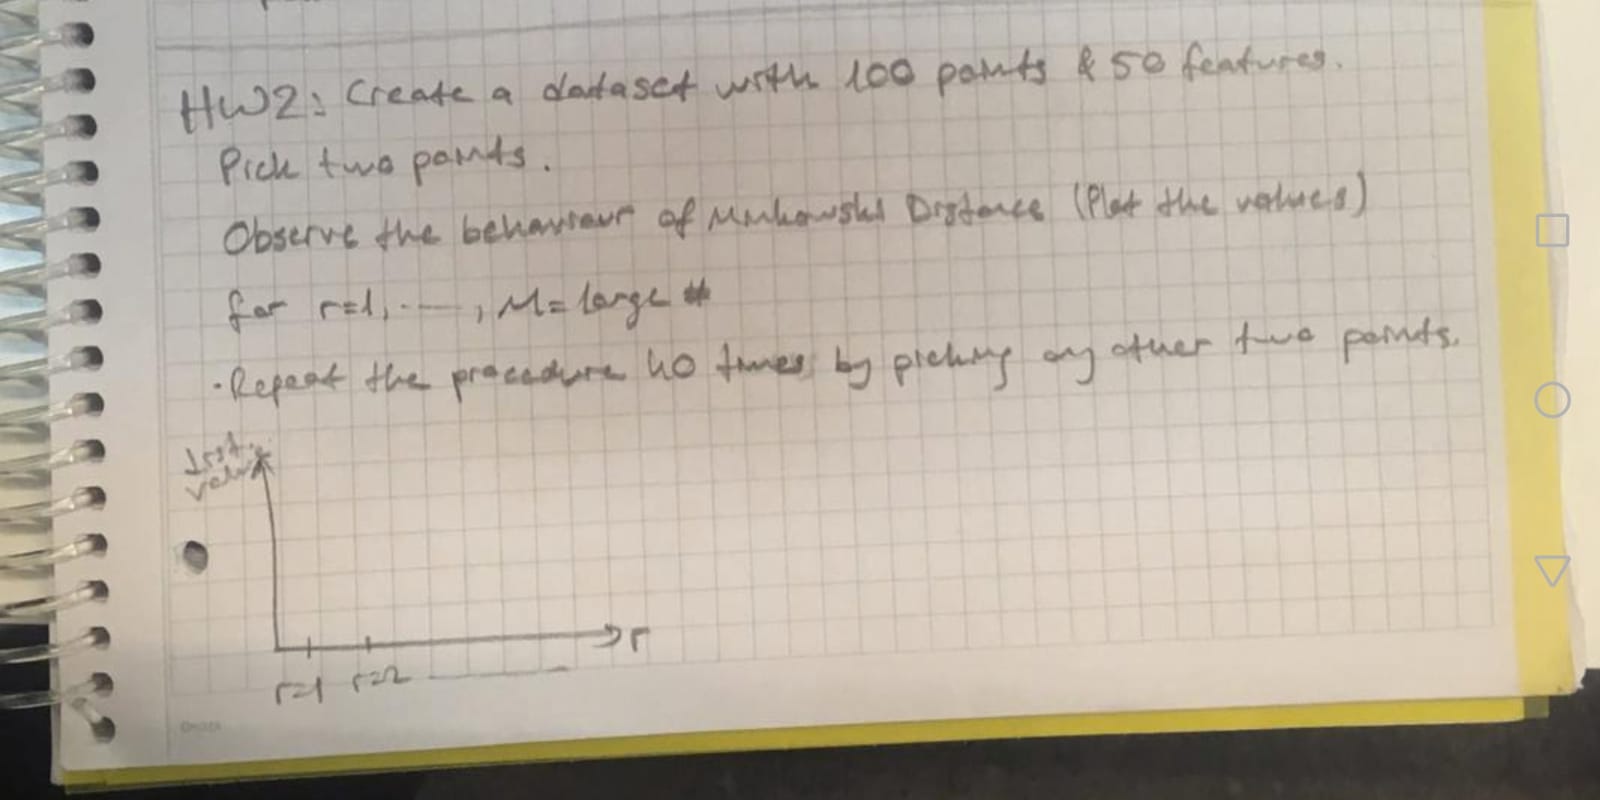 HW2: Create a dataset with 100 points & 50 features.
Pick two points.
Observe the behaviour of Minkowski Distance (Plot the values)
for r=1, ..., M= large #
• Repeat the procedure 40 times by picking any other two points.
Dist.
value
r
r=1 r=2